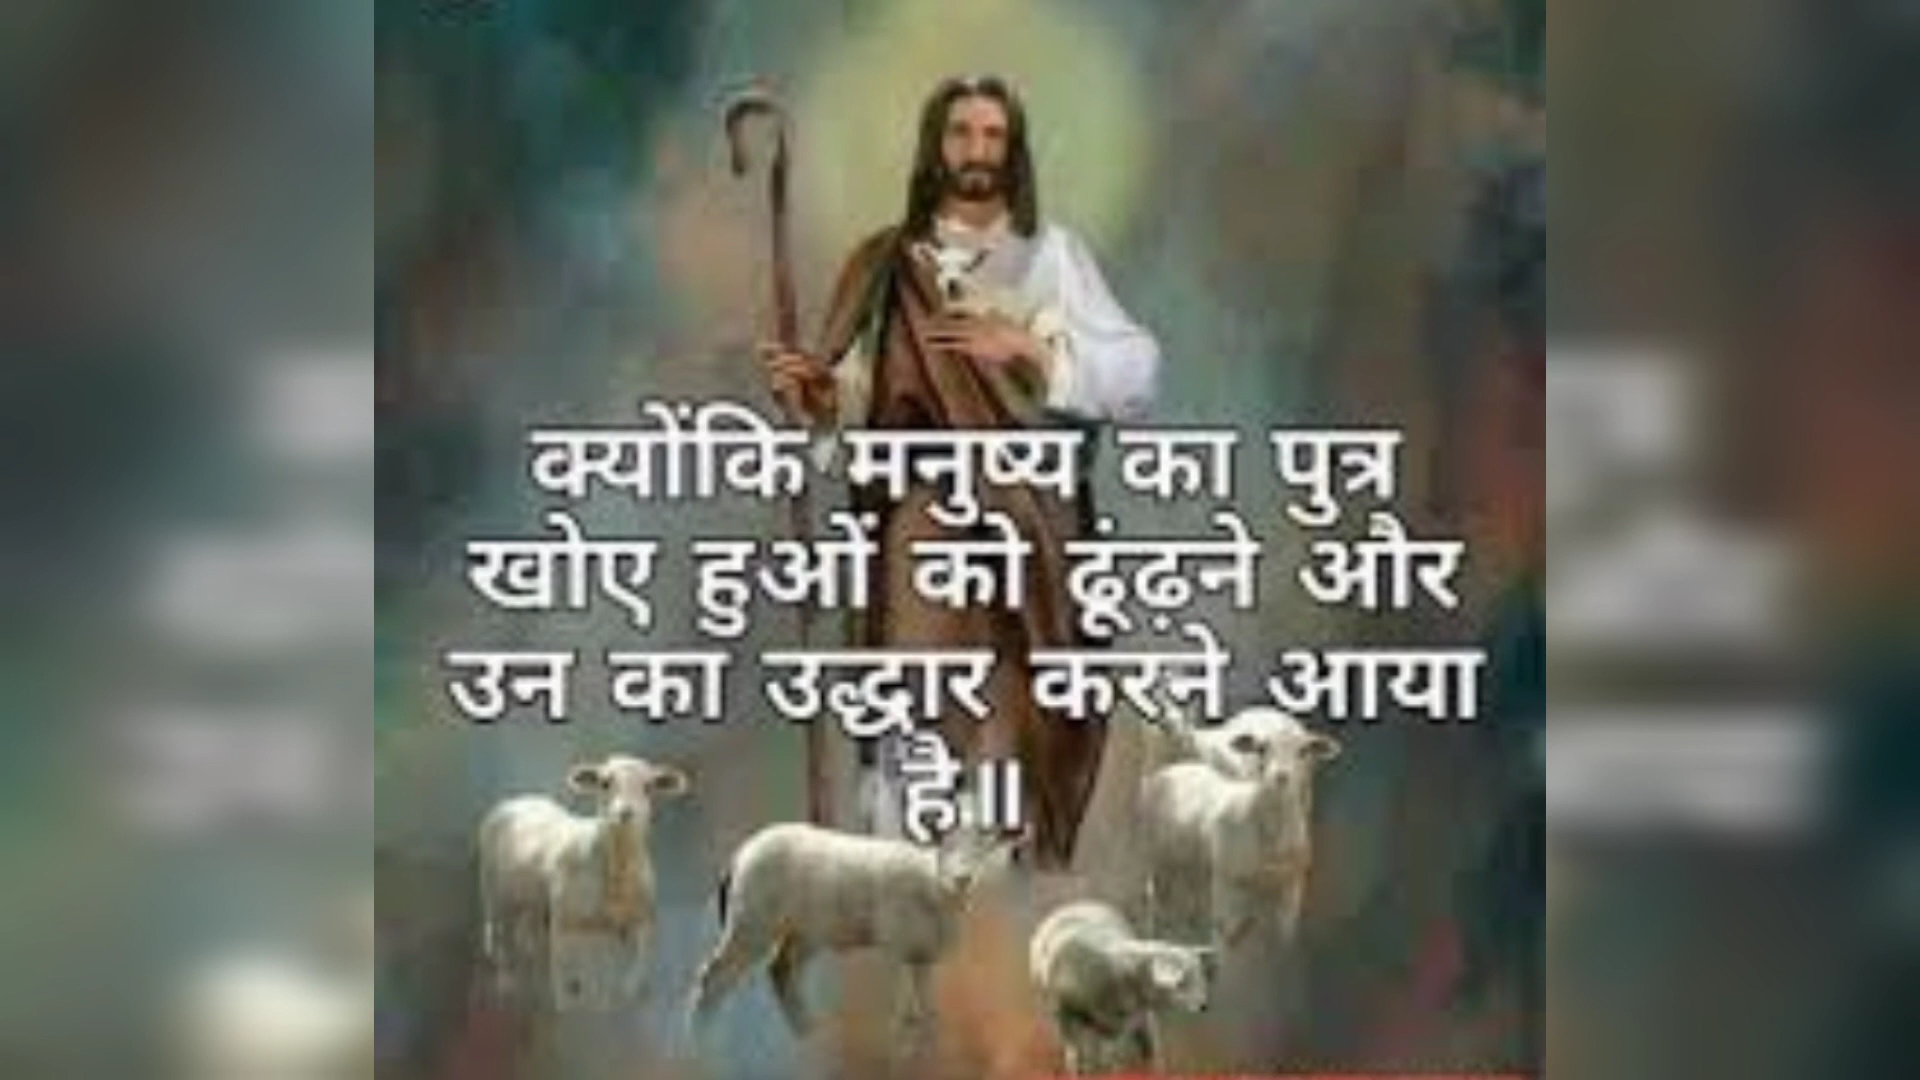 क्योंकि मनुष्य का पुत्र
खोए हुओं को ढूंढ़ने और
उन का उद्धार करने आया
है॥